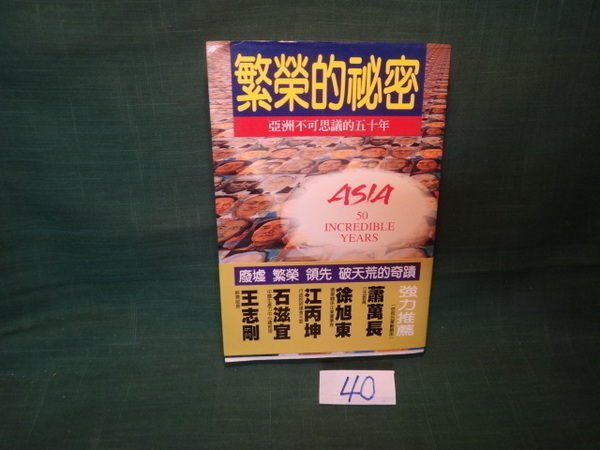 繁榮的祕密
亞洲不可思議的五十年
ASIA
50
INCREDIBLE
YEARS
廢墟 繁榮 領先 破天荒的奇蹟
強力推薦
蕭萬長
徐旭東
江丙坤
石滋宜
王志剛
40